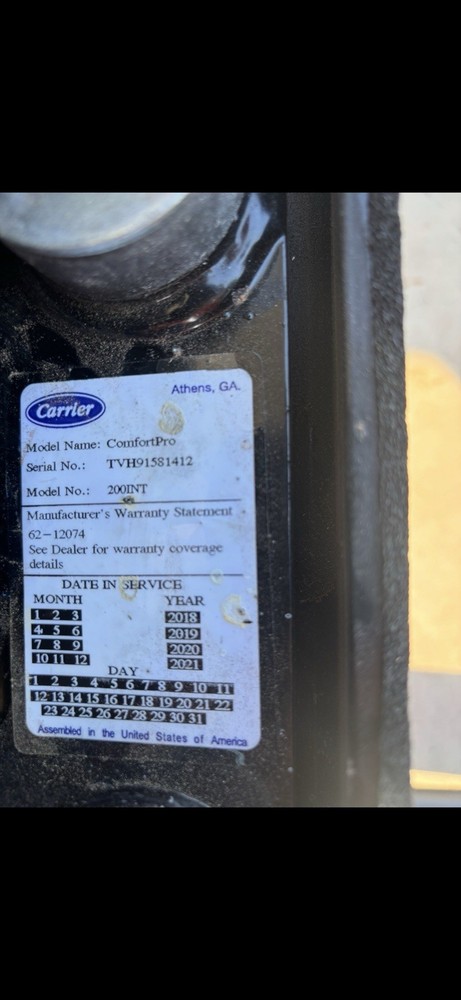 Athens, GA.
Carrier
Model Name: ComfortPro
Serial No.: TVH91581412
Model No.: 200INT
Manufacturer's Warranty Statement
62-12074
See Dealer for warranty coverage
details
DATE IN SERVICE
MONTH YEAR
1 2 3 2018
4 5 6 2019
7 8 9 2020
10 11 12 2021
DAY
1 2 3 4 5 6 7 8 9 10 11
12 13 14 15 16 17 18 19 20 21 22
23 24 25 26 27 28 29 30 31
Assembled in the United States of America